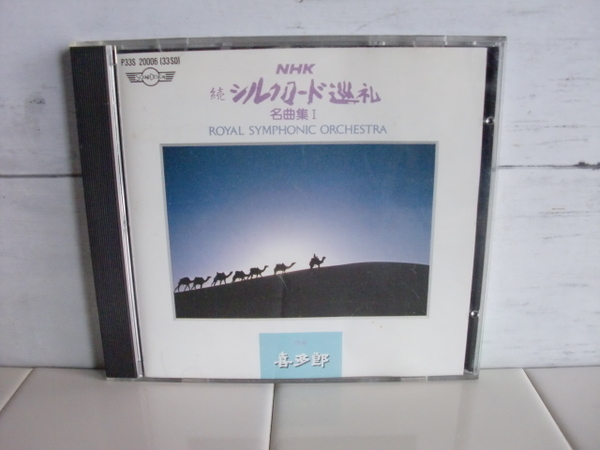 P33S 20006 (33SD)
NHK
続 シルクロード巡礼
名曲集 I
ROYAL SYMPHONIC ORCHESTRA
喜多郎